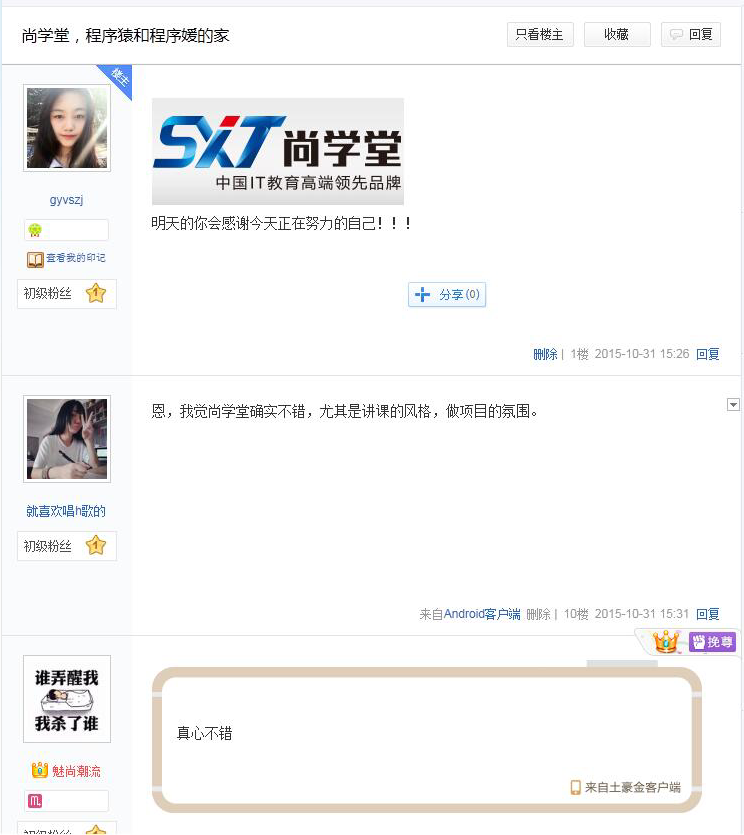 尚学堂，程序猿和程序媛的家
只看楼主 收藏 回复
楼主
SXT 尚学堂
中国IT教育高端领先品牌
gyvszj
明天的你会感谢今天正在努力的自己！！！
查看我的印记
初级粉丝 1
分享(0)
删除 | 1楼 2015-10-31 15:26 回复
恩，我觉尚学堂确实不错，尤其是讲课的风格，做项目的氛围。
就喜欢唱h歌的
初级粉丝 1
来自Android客户端 删除 | 10楼 2015-10-31 15:31 回复
挽尊
谁弄醒我
我杀了谁
真心不错
魅尚潮流
来自土豪金客户端
初级粉丝